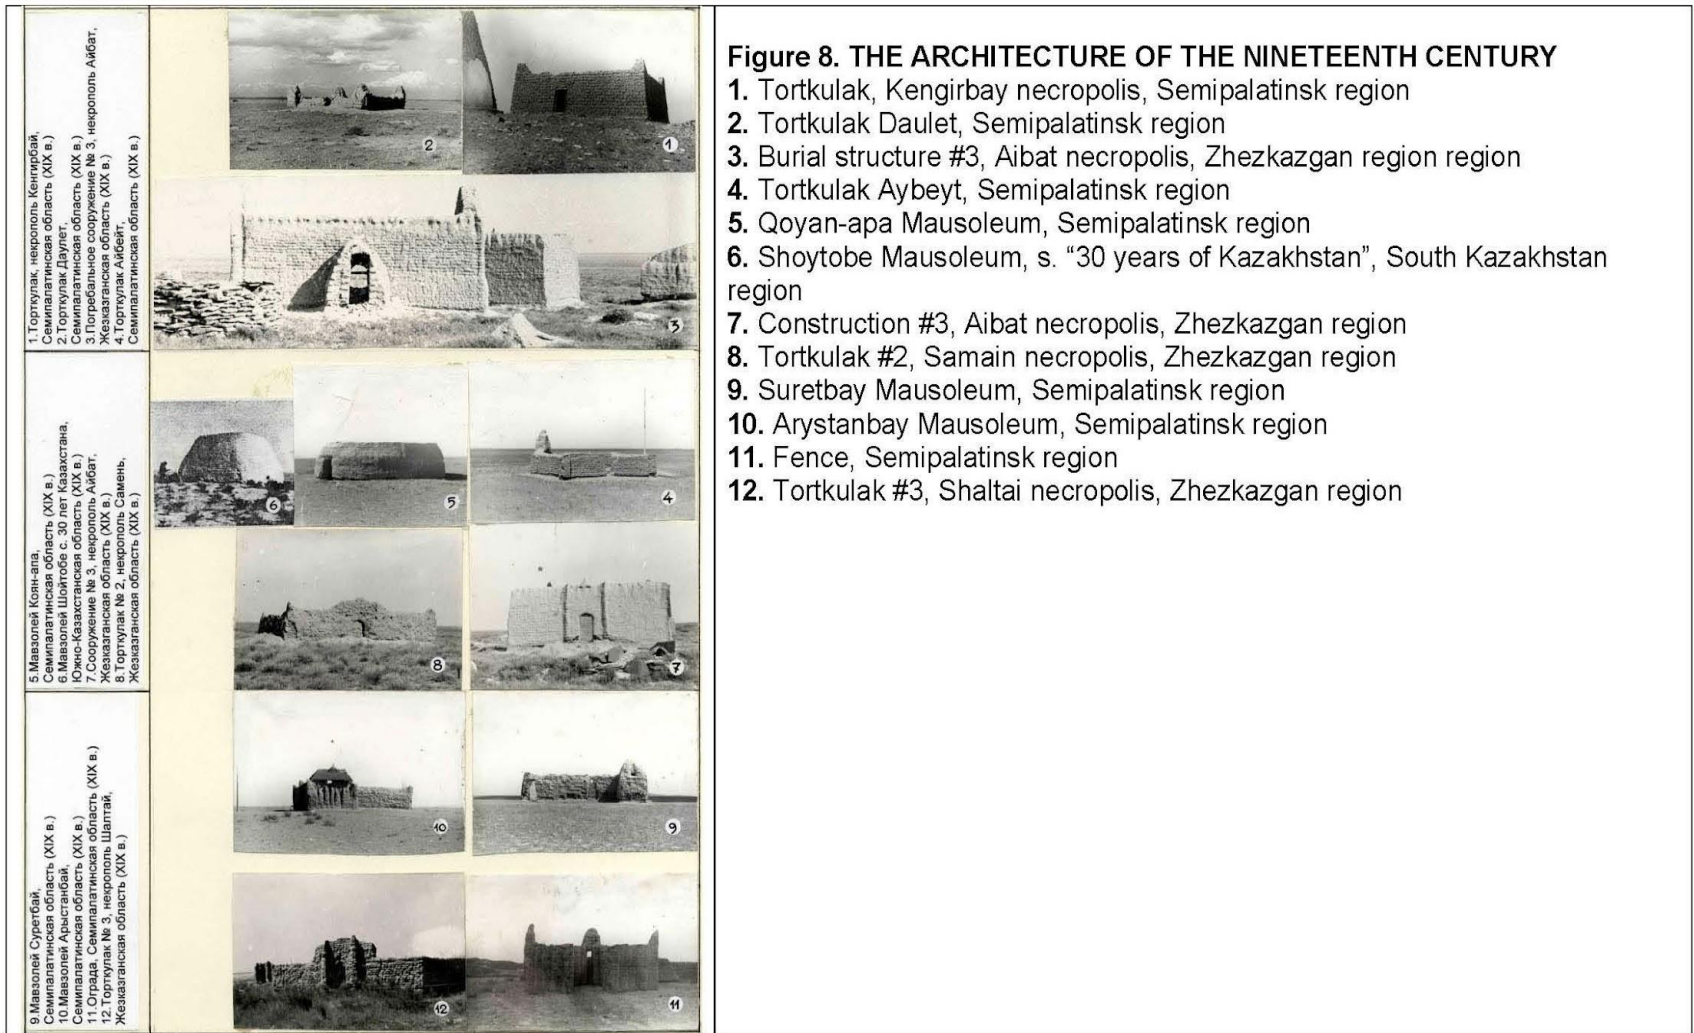 1.Торткулак, некрополь Кенгирбай,
Семипалатинская область (XIX в.)
2.Торткулак Даулет,
Семипалатинская область (XIX в.)
3.Погребальное сооружение № 3, некрополь Айбат,
Жезказганская область (XIX в.)
4.Торткулак Айбейт,
Семипалатинская область (XIX в.)
5.Мавзолей Коян-апа,
Семипалатинская область (XIX в.)
6.Мавзолей Шойтобе с. 30 лет Казахстана,
Южно-Казахстанская область (XIX в.)
7.Сооружение № 3, некрополь Айбат,
Жезказганская область (XIX в.)
8.Торткулак № 2, некрополь Самень,
Жезказганская область (XIX в.)
9.Мавзолей Суретбай,
Семипалатинская область (XIX в.)
10.Мавзолей Арыстанбай,
Семипалатинская область (XIX в.)
11.Ограда, Семипалатинская область (XIX в.)
12.Торткулак № 3, некрополь Шаптай,
Жезказганская область (XIX в.)
2
1
3
6
5
4
8
7
10
9
12
11
Figure 8. THE ARCHITECTURE OF THE NINETEENTH CENTURY
1. Tortkulak, Kengirbay necropolis, Semipalatinsk region
2. Tortkulak Daulet, Semipalatinsk region
3. Burial structure #3, Aibat necropolis, Zhezkazgan region region
4. Tortkulak Aybeyt, Semipalatinsk region
5. Qoyan-apa Mausoleum, Semipalatinsk region
6. Shoytobe Mausoleum, s. “30 years of Kazakhstan”, South Kazakhstan
region
7. Construction #3, Aibat necropolis, Zhezkazgan region
8. Tortkulak #2, Samain necropolis, Zhezkazgan region
9. Suretbay Mausoleum, Semipalatinsk region
10. Arystanbay Mausoleum, Semipalatinsk region
11. Fence, Semipalatinsk region
12. Tortkulak #3, Shaltai necropolis, Zhezkazgan region